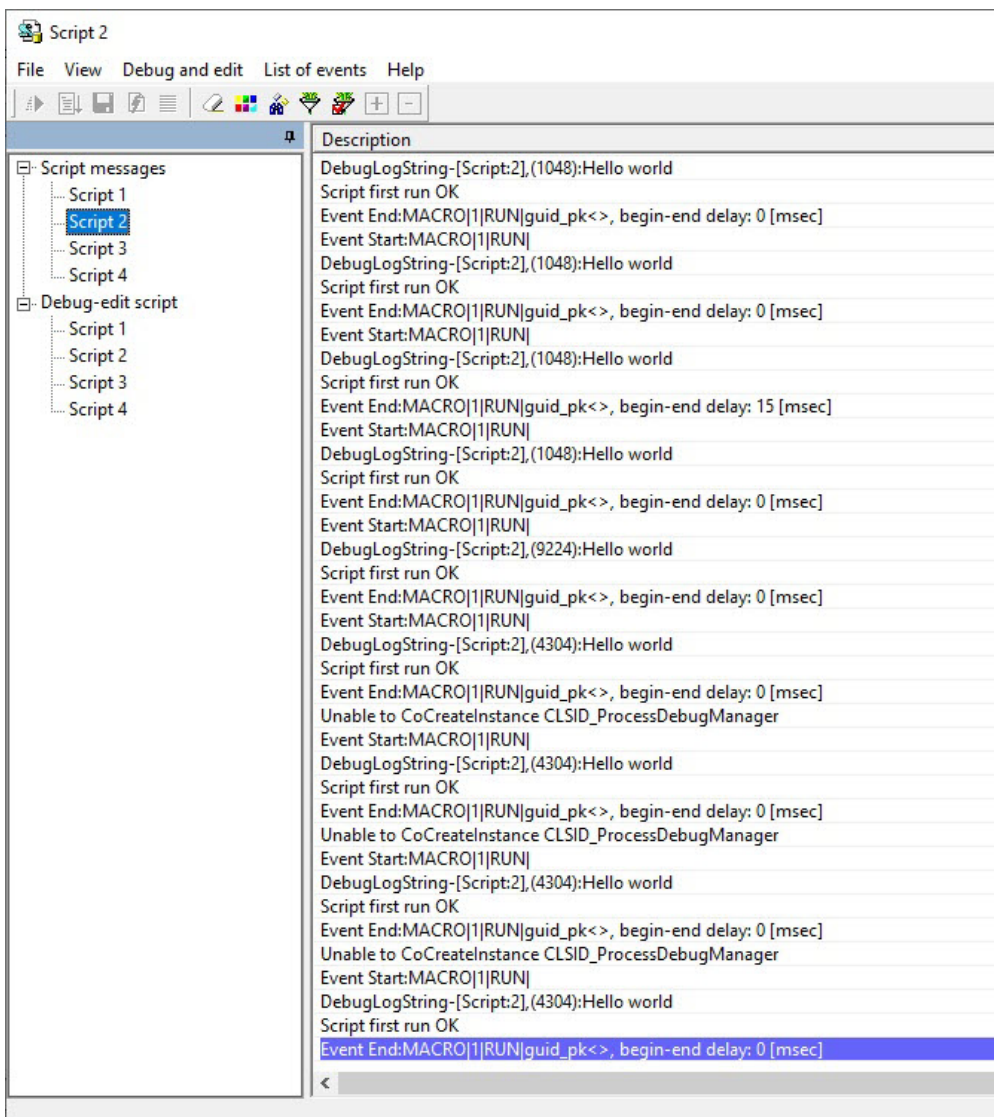 Script 2
File View Debug and edit List of events Help
Description
Script messages
Script 1
Script 2
Script 3
Script 4
Debug-edit script
Script 1
Script 2
Script 3
Script 4
DebugLogString-[Script:2],(1048):Hello world
Script first run OK
Event End:MACRO|1|RUN|guid_pk<>, begin-end delay: 0 [msec]
Event Start:MACRO|1|RUN|
DebugLogString-[Script:2],(1048):Hello world
Script first run OK
Event End:MACRO|1|RUN|guid_pk<>, begin-end delay: 0 [msec]
Event Start:MACRO|1|RUN|
DebugLogString-[Script:2],(1048):Hello world
Script first run OK
Event End:MACRO|1|RUN|guid_pk<>, begin-end delay: 15 [msec]
Event Start:MACRO|1|RUN|
DebugLogString-[Script:2],(1048):Hello world
Script first run OK
Event End:MACRO|1|RUN|guid_pk<>, begin-end delay: 0 [msec]
Event Start:MACRO|1|RUN|
DebugLogString-[Script:2],(9224):Hello world
Script first run OK
Event End:MACRO|1|RUN|guid_pk<>, begin-end delay: 0 [msec]
Event Start:MACRO|1|RUN|
DebugLogString-[Script:2],(4304):Hello world
Script first run OK
Event End:MACRO|1|RUN|guid_pk<>, begin-end delay: 0 [msec]
Unable to CoCreateInstance CLSID_ProcessDebugManager
Event Start:MACRO|1|RUN|
DebugLogString-[Script:2],(4304):Hello world
Script first run OK
Event End:MACRO|1|RUN|guid_pk<>, begin-end delay: 0 [msec]
Unable to CoCreateInstance CLSID_ProcessDebugManager
Event Start:MACRO|1|RUN|
DebugLogString-[Script:2],(4304):Hello world
Script first run OK
Event End:MACRO|1|RUN|guid_pk<>, begin-end delay: 0 [msec]
Unable to CoCreateInstance CLSID_ProcessDebugManager
Event Start:MACRO|1|RUN|
DebugLogString-[Script:2],(4304):Hello world
Script first run OK
Event End:MACRO|1|RUN|guid_pk<>, begin-end delay: 0 [msec]